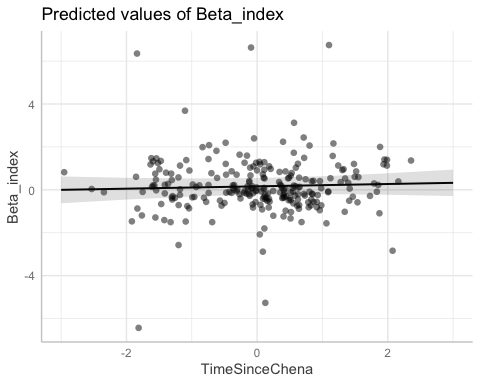 Predicted values of Beta_index
4
0
-4
Beta_index
-2
0
2
TimeSinceChena